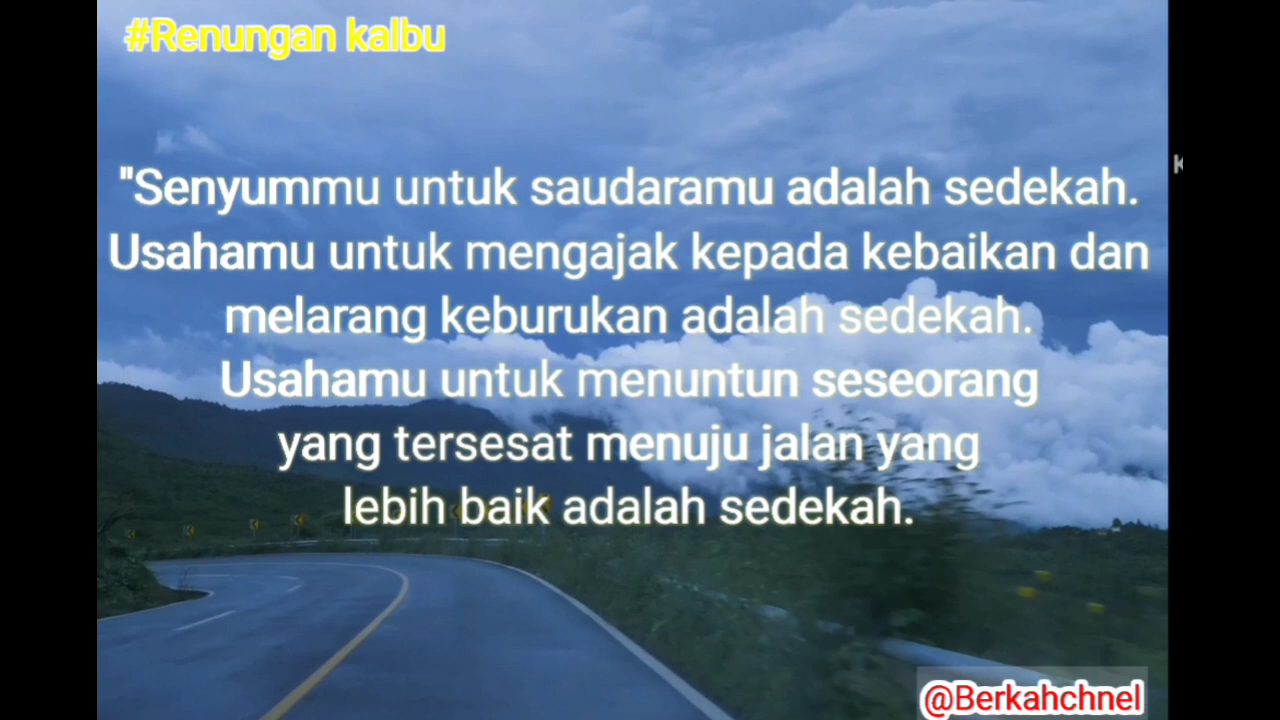 #Renungan kalbu
"Senyummu untuk saudaramu adalah sedekah.
Usahamu untuk mengajak kepada kebaikan dan
melarang keburukan adalah sedekah.
Usahamu untuk menuntun seseorang
yang tersesat menuju jalan yang
lebih baik adalah sedekah.
@Berkahchnel